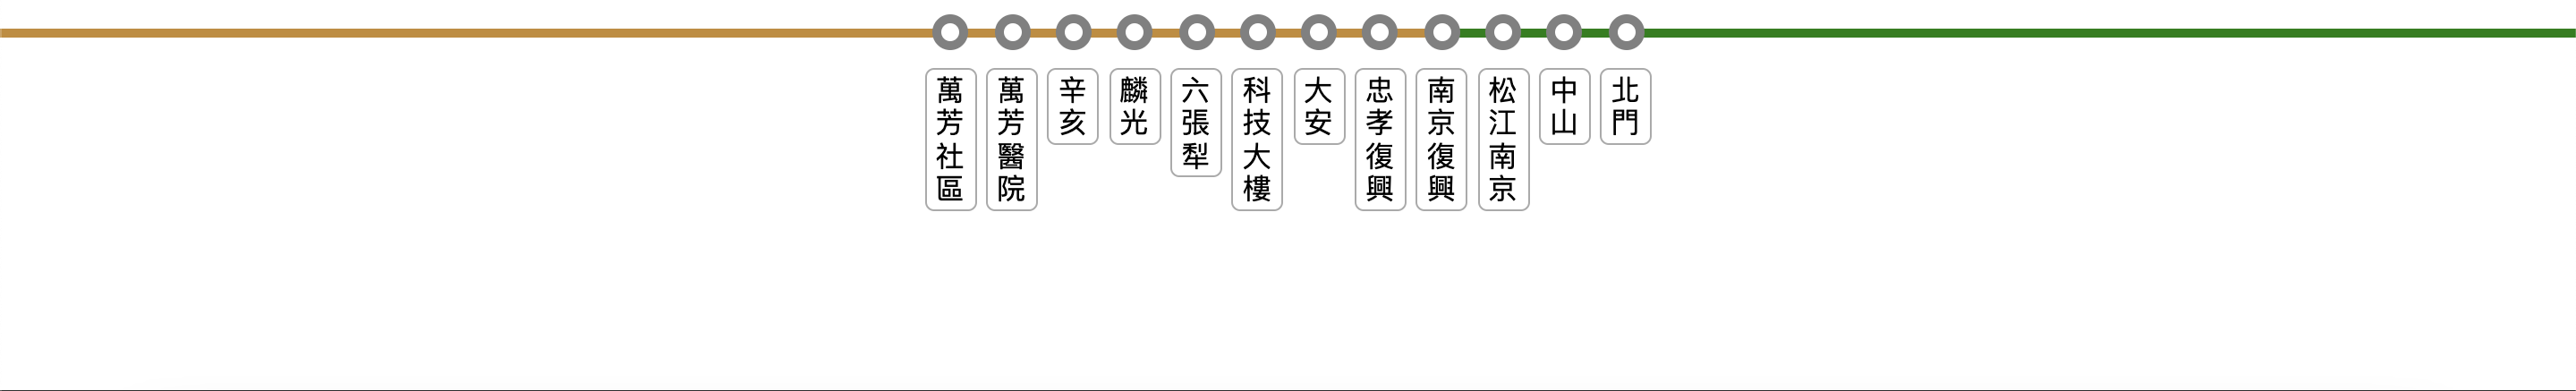 萬芳社區
萬芳醫院
辛亥
麟光
六張犁
科技大樓
大安
忠孝復興
南京復興
松江南京
中山
北門